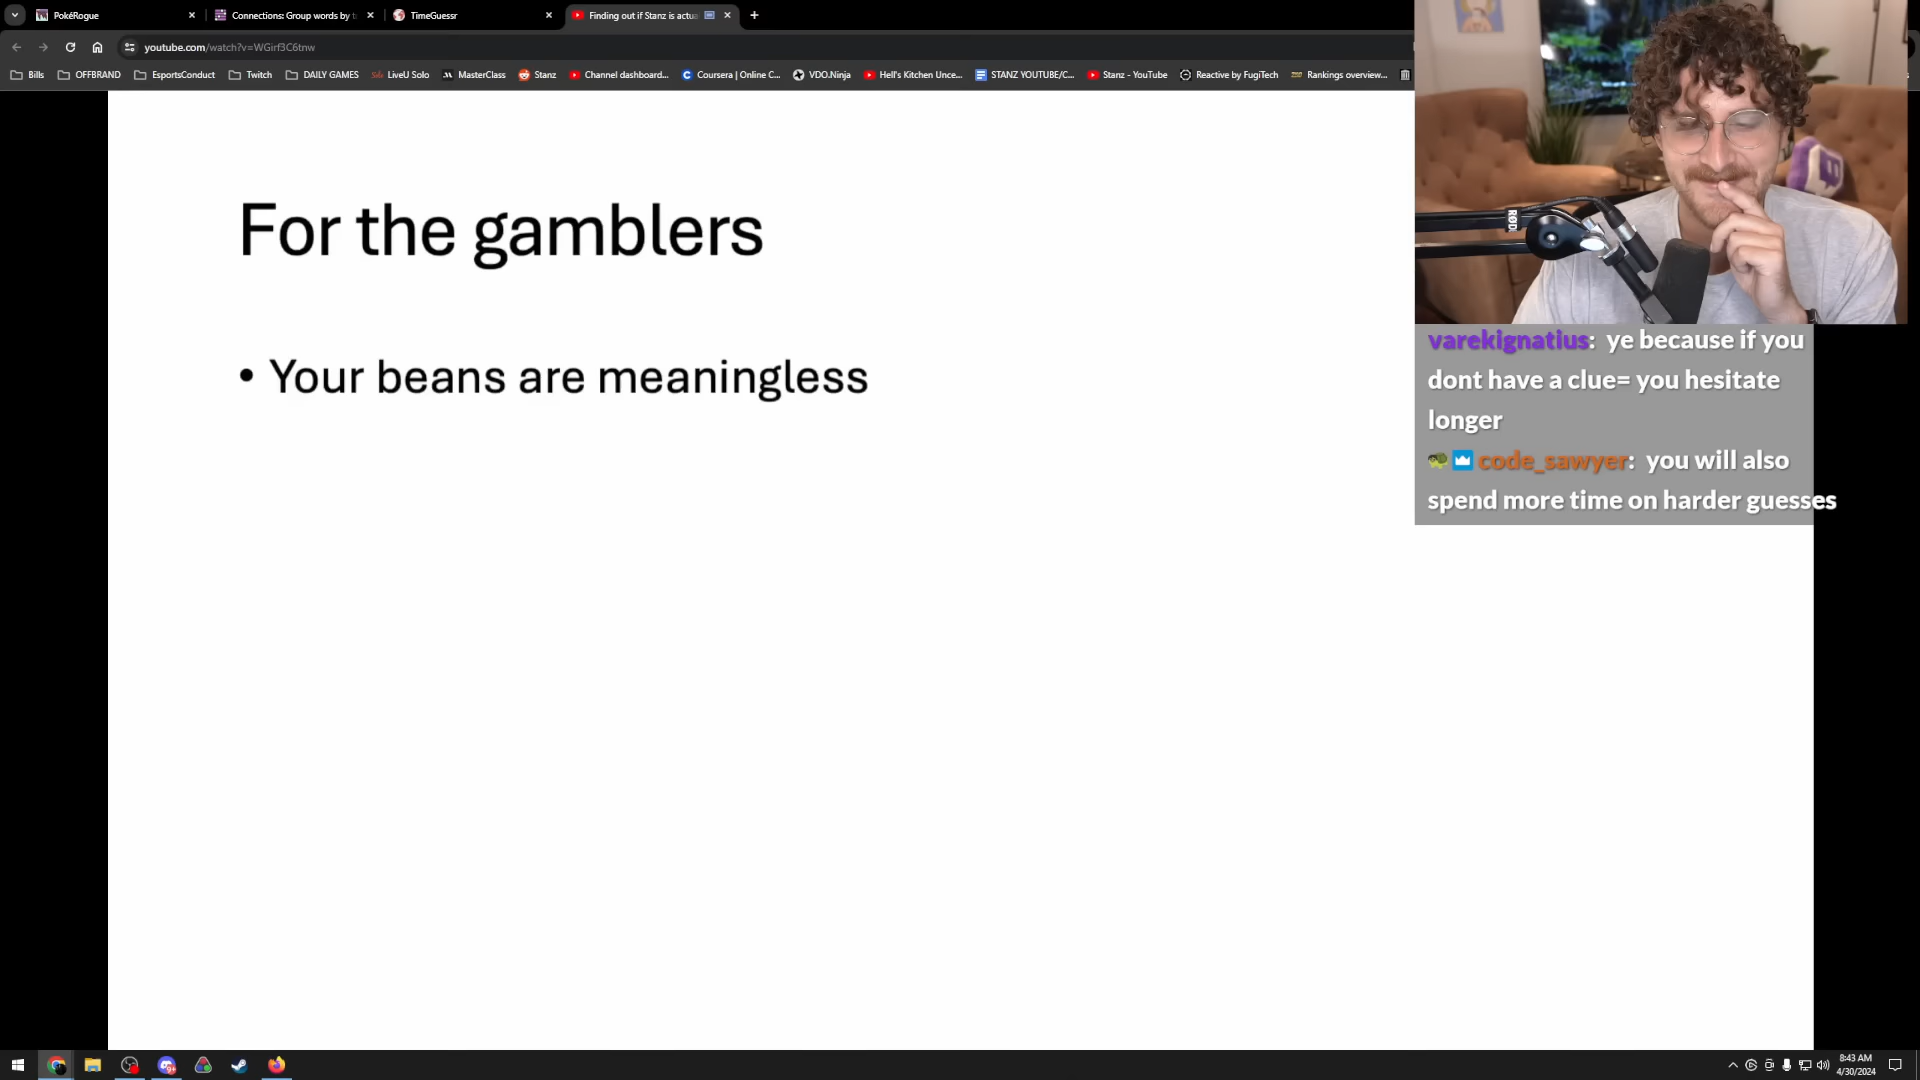 PokéRogue
Connections: Group words by t
TimeGuessr
Finding out if Stanz is actu
youtube.com/watch?v=WGirf3C6tnw
Bills
OFFBRAND
EsportsConduct
Twitch
DAILY GAMES
LiveU Solo
MasterClass
Stanz
Channel dashboard...
Coursera | Online C...
VDO.Ninja
Hell's Kitchen Unce...
STANZ YOUTUBE/C...
Stanz - YouTube
Reactive by FugiTech
Rankings overview...
For the gamblers
• Your beans are meaningless
RØDE
varekignatius: ye because if you
dont have a clue= you hesitate
longer
code_sawyer: you will also
spend more time on harder guesses
8:43 AM
4/30/2024